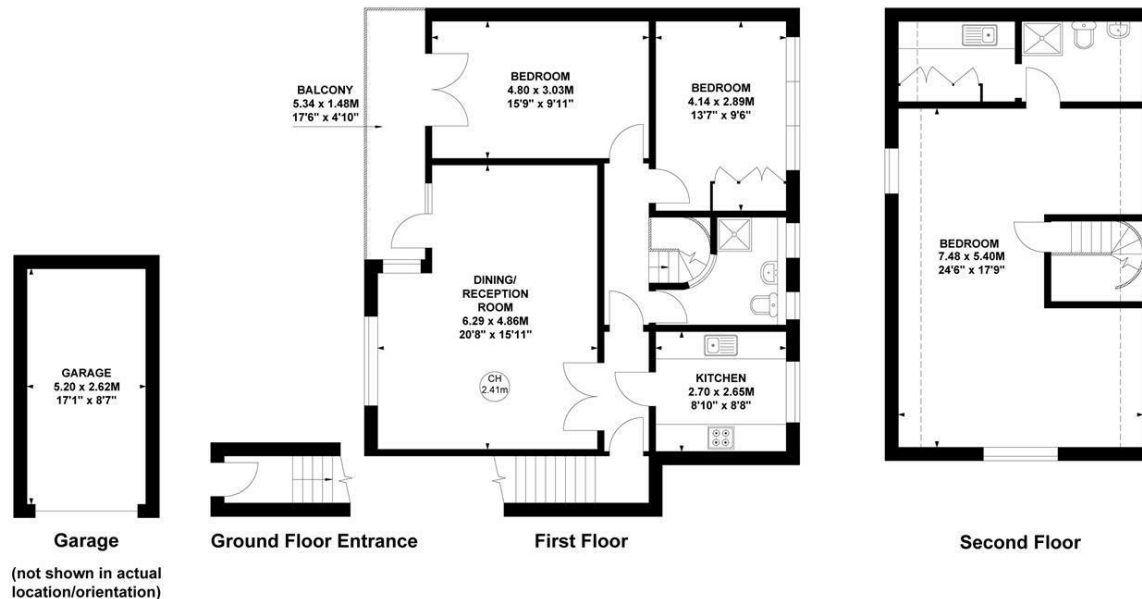 BALCONY
5.34 x 1.48M
17'6" x 4'10"
BEDROOM
4.80 x 3.03M
15'9" x 9'11"
BEDROOM
4.14 x 2.89M
13'7" x 9'6"
DINING/
RECEPTION
ROOM
6.29 x 4.86M
20'8" x 15'11"
CH
2.41m
KITCHEN
2.70 x 2.65M
8'10" x 8'8"
BEDROOM
7.48 x 5.40M
24'6" x 17'9"
GARAGE
5.20 x 2.62M
17'1" x 8'7"
Garage
(not shown in actual
location/orientation)
Ground Floor Entrance
First Floor
Second Floor